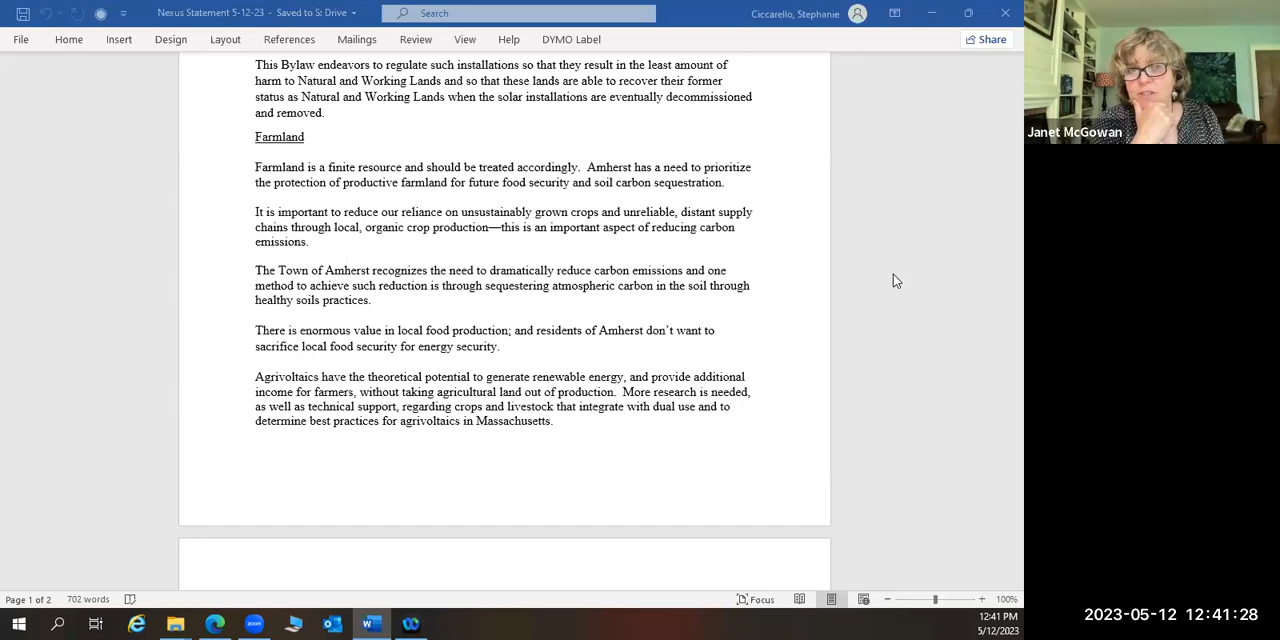 Nexus Statement 5-12-23 - Saved to S: Drive
Search
Ciccarello, Stephanie
File Home Insert Design Layout References Mailings Review View Help DYMO Label
Share
This Bylaw endeavors to regulate such installations so that they result in the least amount of
harm to Natural and Working Lands and so that these lands are able to recover their former
status as Natural and Working Lands when the solar installations are eventually decommissioned
and removed.
Farmland
Farmland is a finite resource and should be treated accordingly. Amherst has a need to prioritize
the protection of productive farmland for future food security and soil carbon sequestration.
It is important to reduce our reliance on unsustainably grown crops and unreliable, distant supply
chains through local, organic crop production—this is an important aspect of reducing carbon
emissions.
The Town of Amherst recognizes the need to dramatically reduce carbon emissions and one
method to achieve such reduction is through sequestering atmospheric carbon in the soil through
healthy soils practices.
There is enormous value in local food production; and residents of Amherst don't want to
sacrifice local food security for energy security.
Agrivoltaics have the theoretical potential to generate renewable energy, and provide additional
income for farmers, without taking agricultural land out of production. More research is needed,
as well as technical support, regarding crops and livestock that integrate with dual use and to
determine best practices for agrivoltaics in Massachusetts.
Janet McGowan
Page 1 of 2 702 words
Focus
100%
zoom
12:41 PM
5/12/2023
2023-05-12 12:41:28